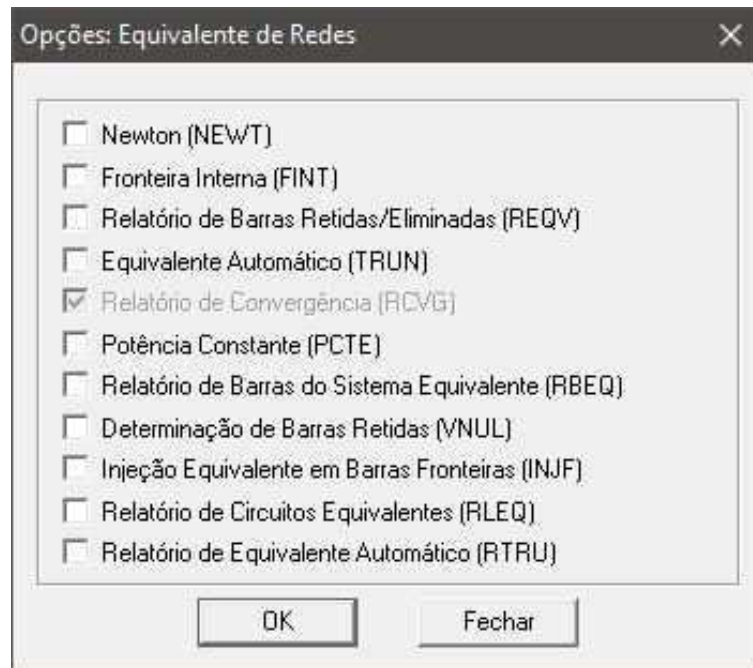 Opções: Equivalente de Redes
Newton (NEWT)
Fronteira Interna (FINT)
Relatório de Barras Retidas/Eliminadas (REQV)
Equivalente Automático (TRUN)
Relatório de Convergência (RCVG)
Potência Constante (PCTE)
Relatório de Barras do Sistema Equivalente (RBEQ)
Determinação de Barras Retidas (VNUL)
Injeção Equivalente em Barras Fronteiras (INJF)
Relatório de Circuitos Equivalentes (RLEQ)
Relatório de Equivalente Automático (RTRU)
OK Fechar